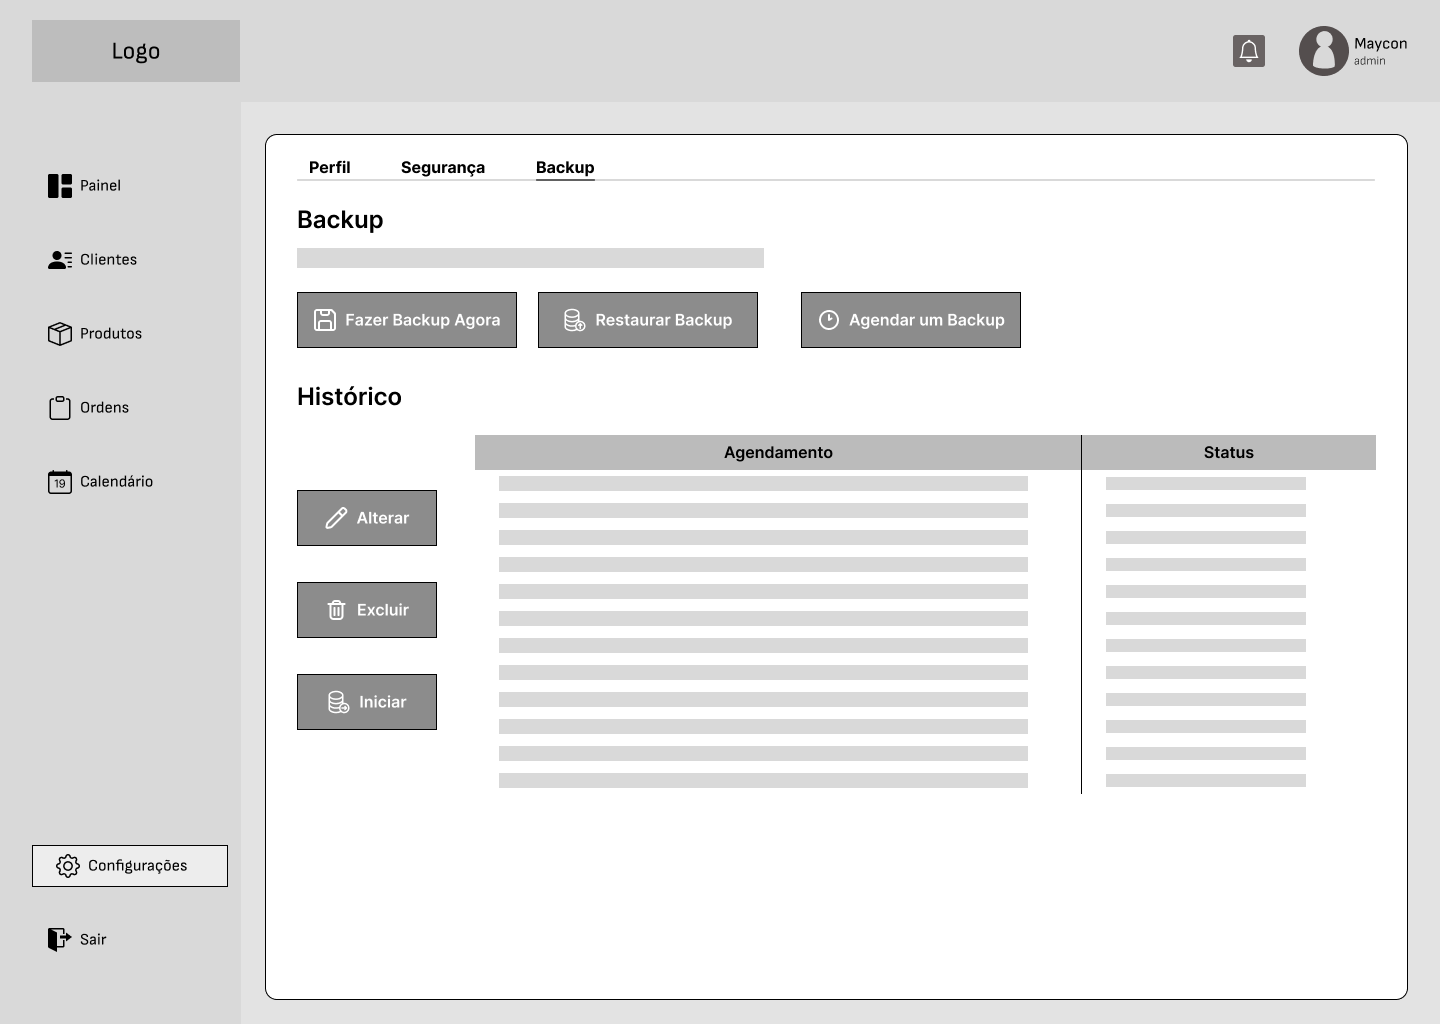 Logo
Maycon
admin
Painel
Clientes
Produtos
Ordens
19
Calendário
Configurações
Sair
Perfil
Segurança
Backup
Backup
Fazer Backup Agora
Restaurar Backup
Agendar um Backup
Histórico
Agendamento
Status
Alterar
Excluir
Iniciar